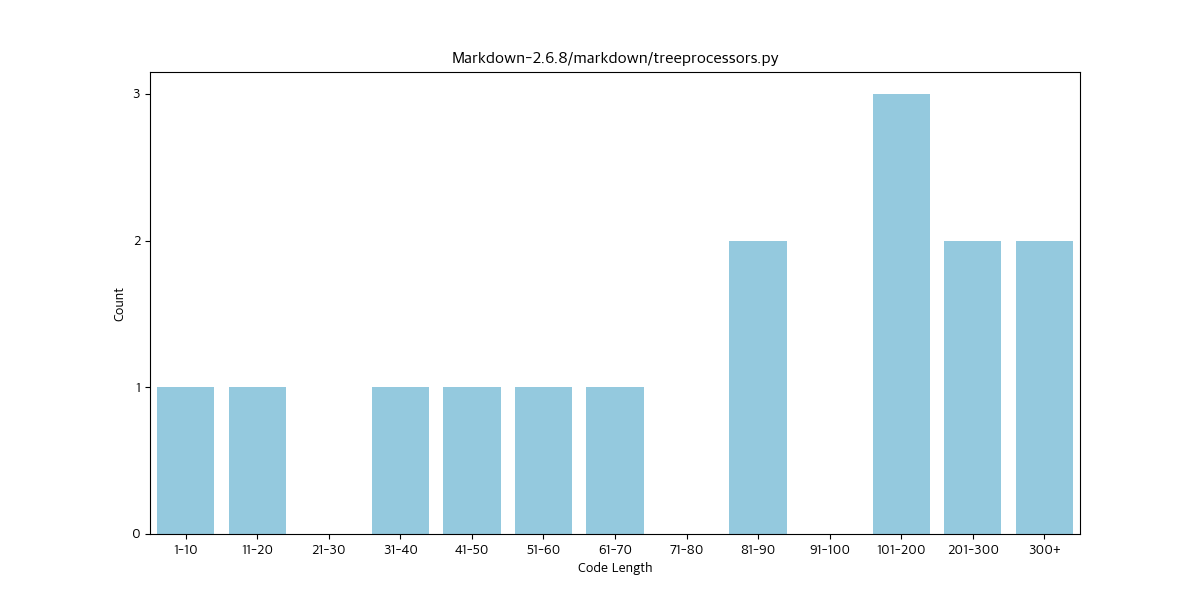 Markdown-2.6.8/markdown/treeprocessors.py
3
2
1
0
Count
1-10 11-20 21-30 31-40 41-50 51-60 61-70 71-80 81-90 91-100 101-200 201-300 300+
Code Length